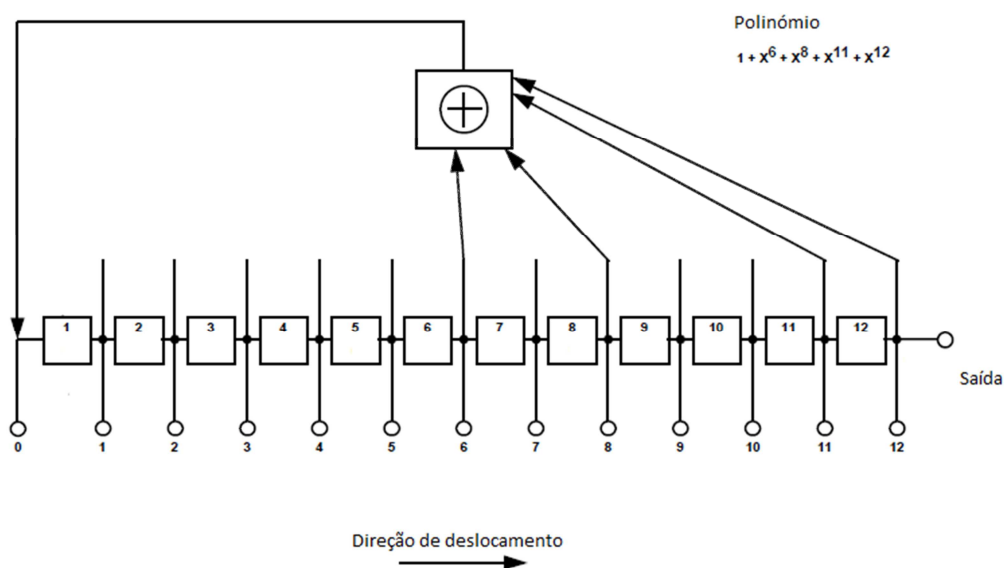 Polinómio
1 + X⁶ + X⁸ + X¹¹ + X¹²
1 2 3 4 5 6 7 8 9 10 11 12
Saída
0 1 2 3 4 5 6 7 8 9 10 11 12
Direção de deslocamento